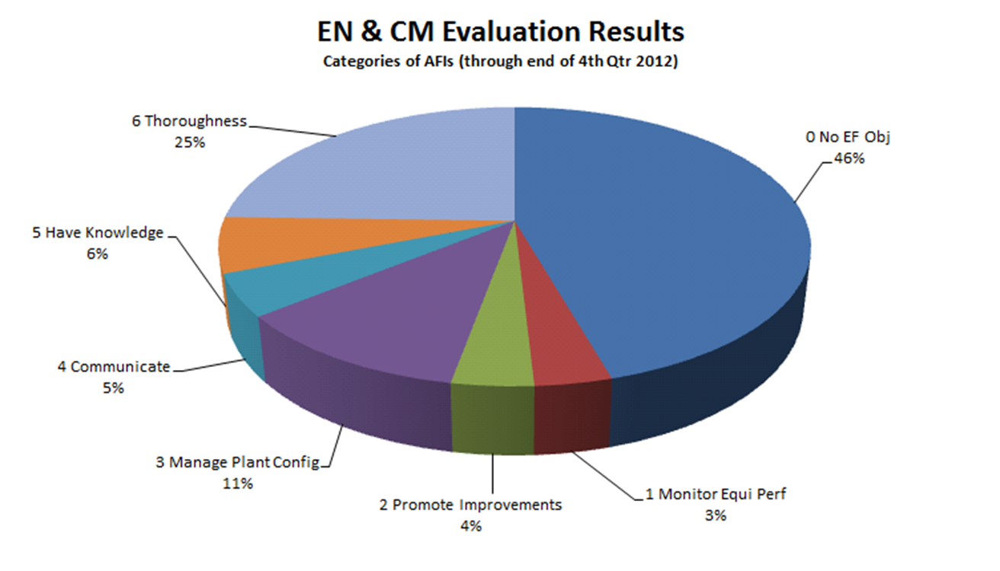 EN & CM Evaluation Results
Categories of AFIs (through end of 4th Qtr 2012)
6 Thoroughness
25%
0 No EF Obj
46%
5 Have Knowledge
6%
4 Communicate
5%
3 Manage Plant Config
11%
2 Promote Improvements
4%
1 Monitor Equi Perf
3%